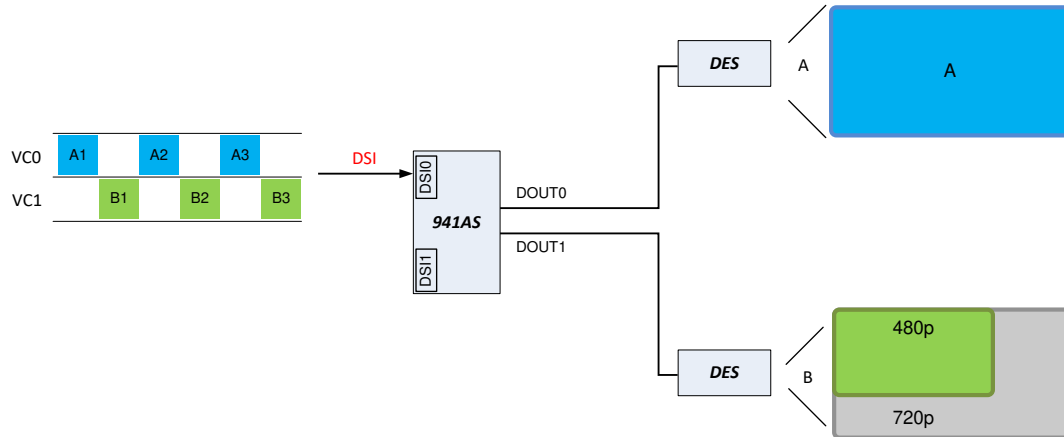 VC0
A1
A2
A3
VC1
B1
B2
B3
DSI
DSI0
941AS
DSI1
DOUT0
DOUT1
DES
A
A
DES
B
480p
720p